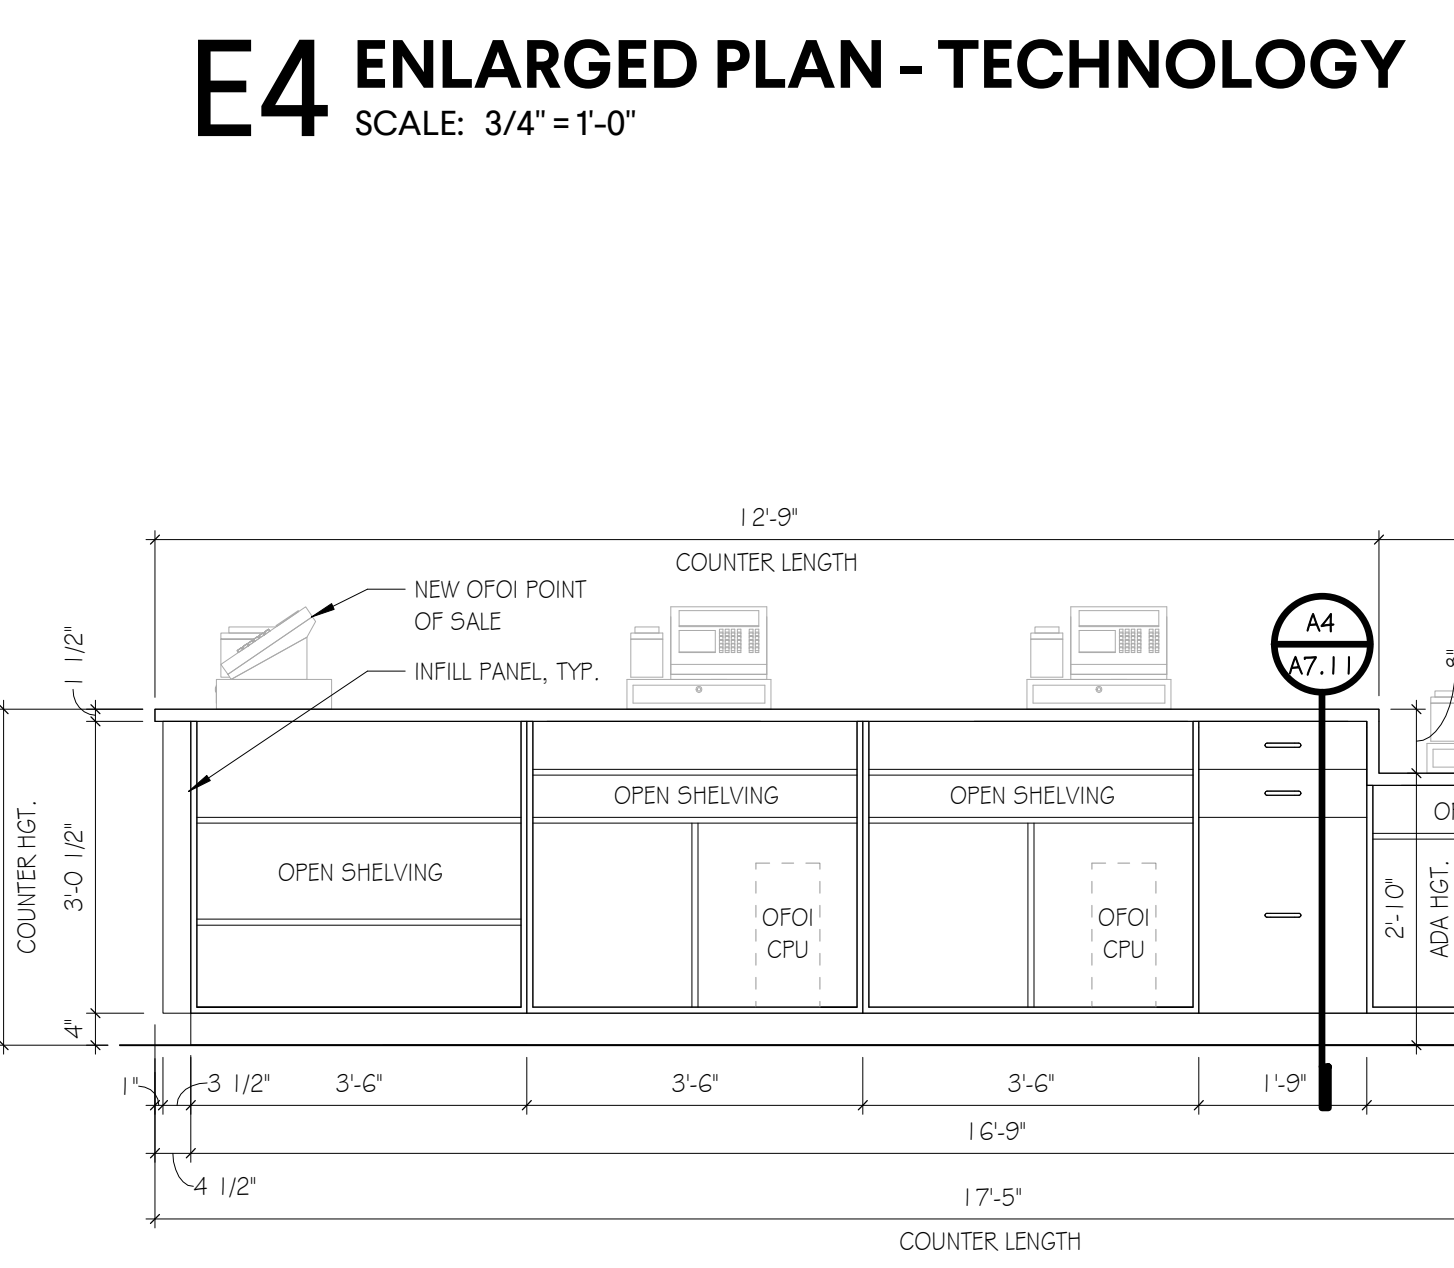 E4 ENLARGED PLAN - TECHNOLOGY
SCALE: 3/4" = 1'-0"
12'-9"
COUNTER LENGTH
NEW OFOI POINT
OF SALE
INFILL PANEL, TYP.
A4
A7.11
8"
1 1/2"
COUNTER HGT.
3'-0 1/2"
4"
OPEN SHELVING
OPEN SHELVING
OPEN SHELVING
OFOI
CPU
OFOI
CPU
2'-10"
ADA HGT.
1"
3 1/2"
3'-6"
3'-6"
3'-6"
1'-9"
16'-9"
4 1/2"
17'-5"
COUNTER LENGTH